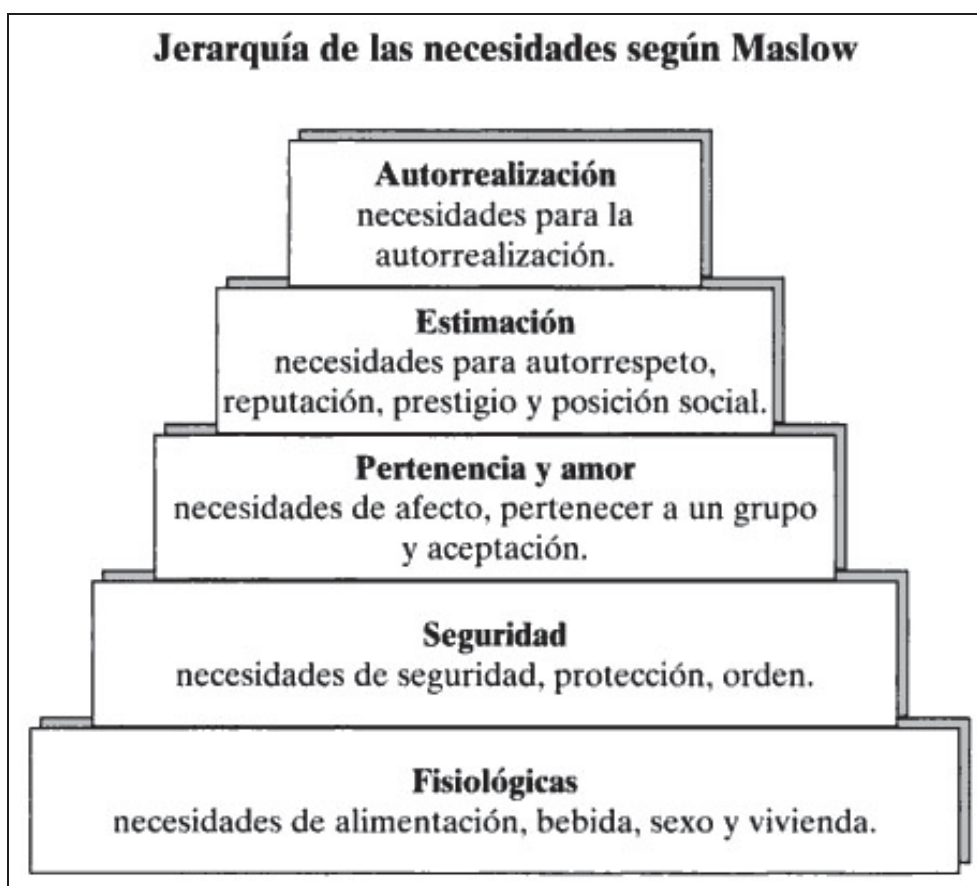 Jerarquía de las necesidades según Maslow
Autorrealización
necesidades para la
autorrealización.
Estimación
necesidades para autorrespeto,
reputación, prestigio y posición social.
Pertenencia y amor
necesidades de afecto, pertenecer a un grupo
y aceptación.
Seguridad
necesidades de seguridad, protección, orden.
Fisiológicas
necesidades de alimentación, bebida, sexo y vivienda.